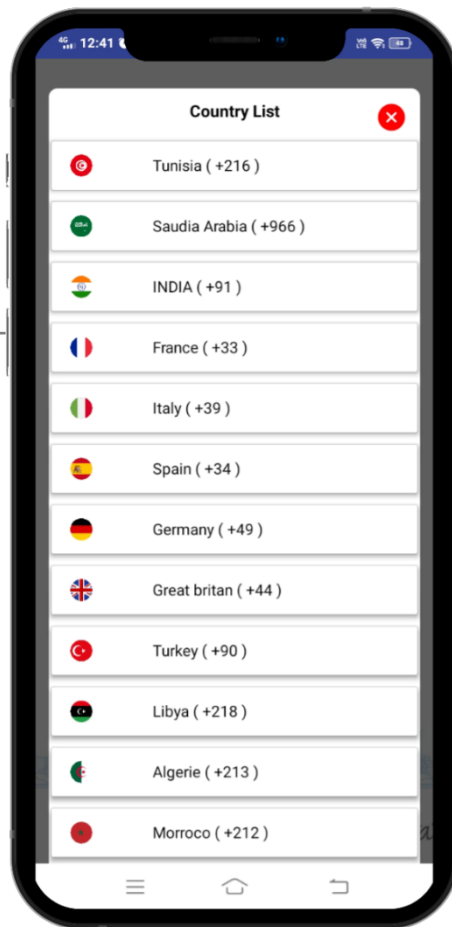 4G 12:41
Country List
Tunisia ( +216 )
Saudia Arabia ( +966 )
INDIA ( +91 )
France ( +33 )
Italy ( +39 )
Spain ( +34 )
Germany ( +49 )
Great britan ( +44 )
Turkey ( +90 )
Libya ( +218 )
Algerie ( +213 )
Morroco ( +212 )